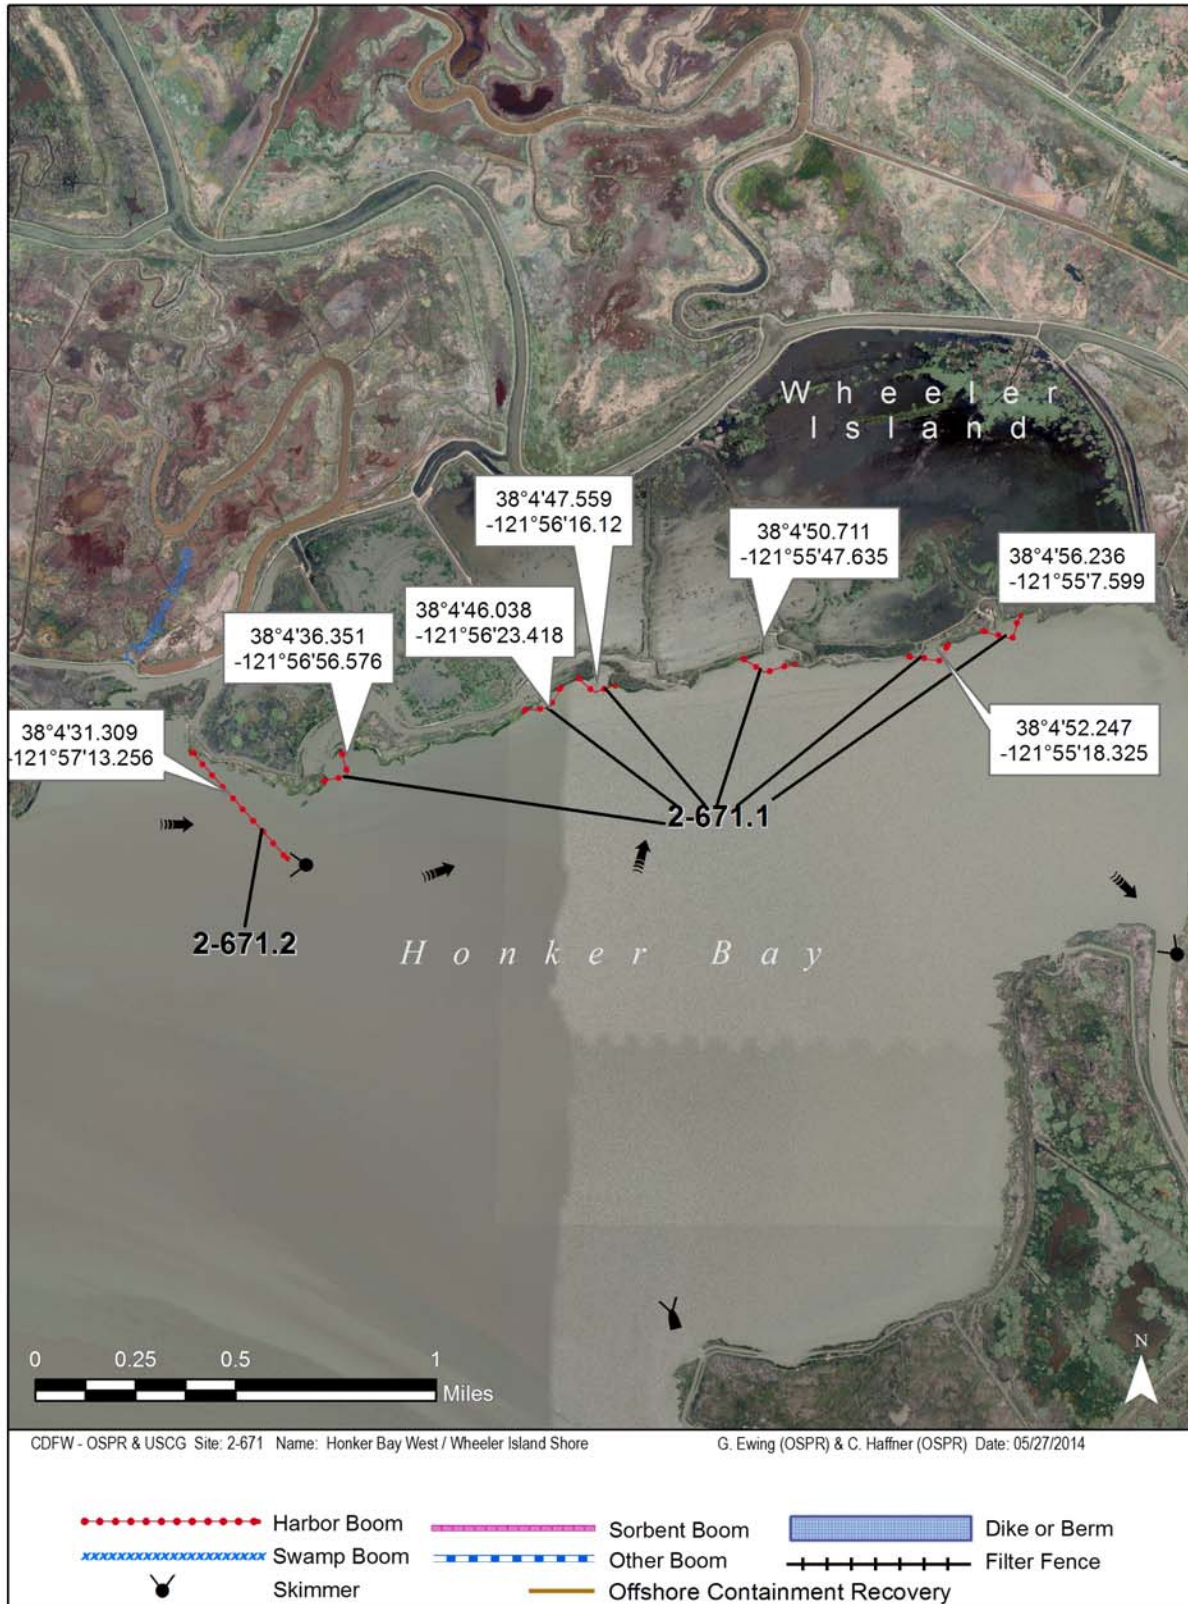 Wheeler
Island
38°4'47.559
-121°56'16.12
38°4'50.711
-121°55'47.635
38°4'56.236
-121°55'7.599
38°4'46.038
-121°56'23.418
38°4'36.351
-121°56'56.576
38°4'31.309
-121°57'13.256
38°4'52.247
-121°55'18.325
2-671.1
2-671.2
Honker Bay
0 0.25 0.5 1
Miles
N
CDFW - OSPR & USCG Site: 2-671 Name: Honker Bay West / Wheeler Island Shore
G. Ewing (OSPR) & C. Haffner (OSPR) Date: 05/27/2014
Harbor Boom
Sorbent Boom
Dike or Berm
Swamp Boom
Other Boom
Filter Fence
Skimmer
Offshore Containment Recovery